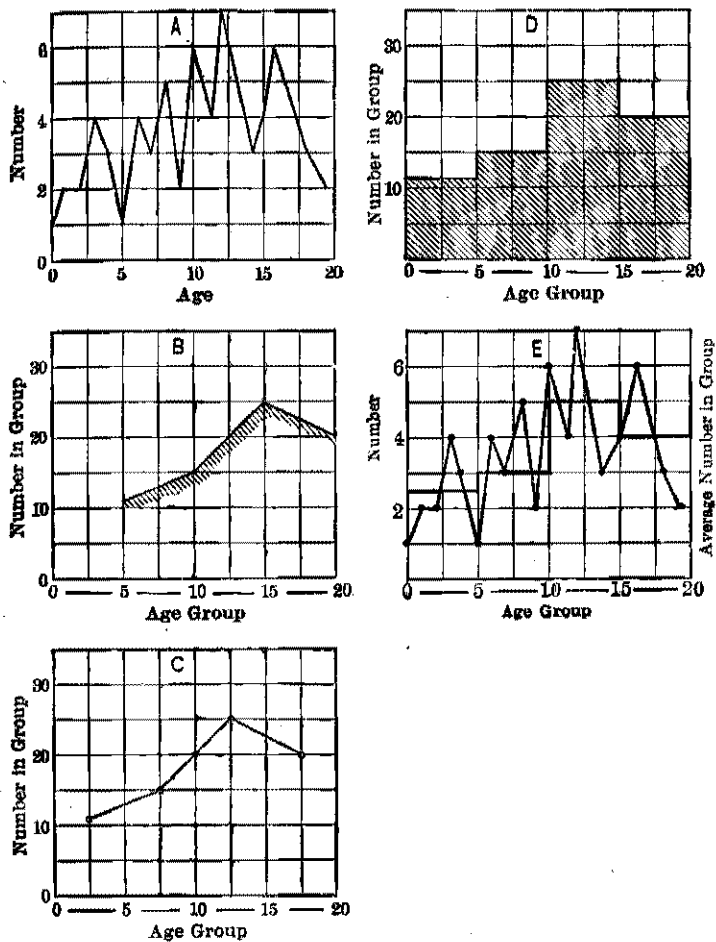 A
6
4
2
0
Number
0 5 10 15 20
Age
B
30
20
10
0
Number in Group
0 — 5 — 10 — 15 — 20
Age Group
C
30
20
10
0
Number in Group
0 — 5 — 10 — 15 — 20
Age Group
D
30
20
10
Number in Group
0 — 5 — 10 — 15 — 20
Age Group
E
6
4
2
Number
Average Number in Group
0 — 5 — 10 — 15 — 20
Age Group